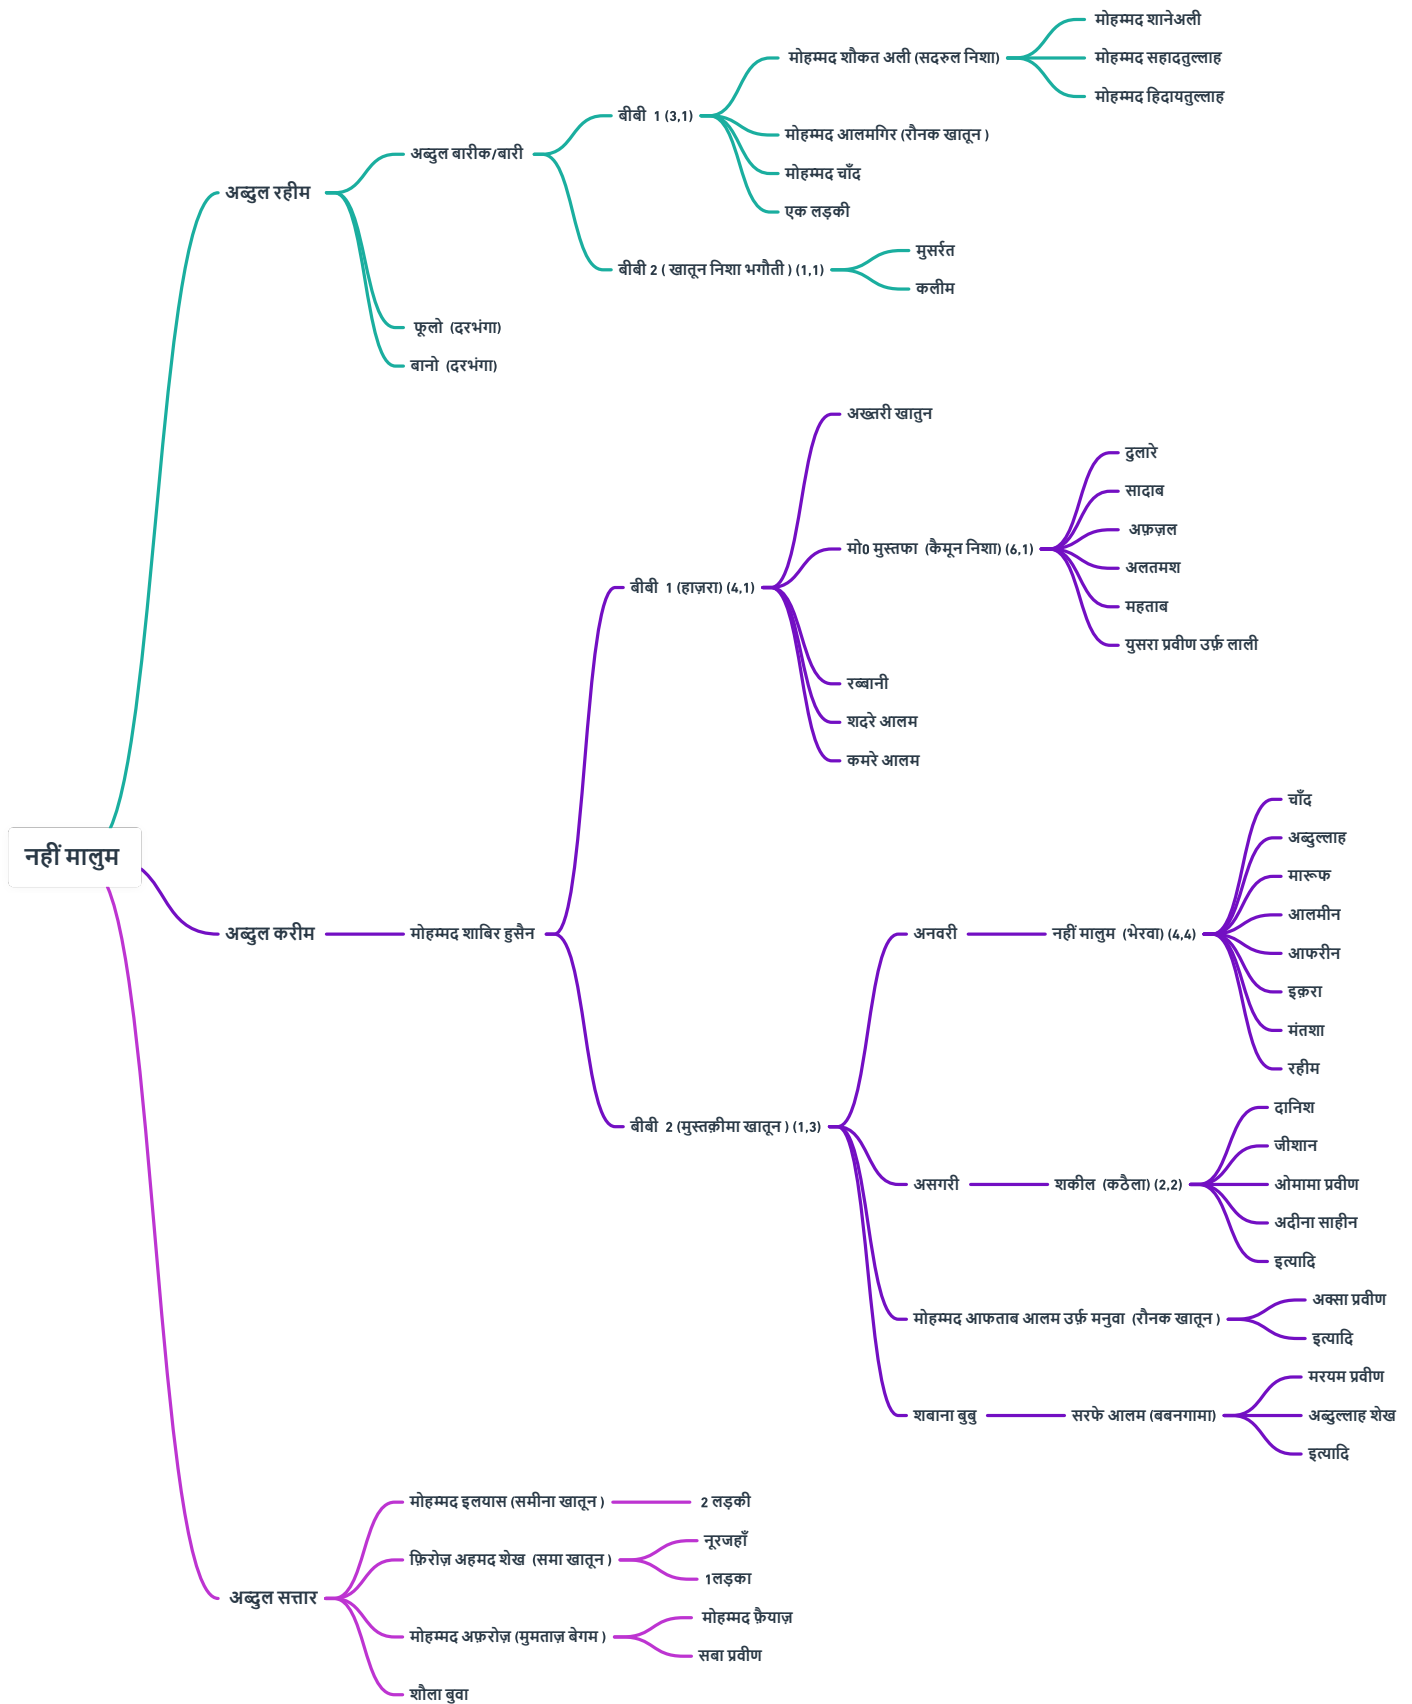 मोहम्मद शानेअली
मोहम्मद शौकत अली (सदरुल निशा)
मोहम्मद सहादतुल्लाह
मोहम्मद हिदायतुल्लाह
बीबी 1 (3,1)
मोहम्मद आलमगिर (रौनक खातून )
अब्दुल बारीक/बारी
मोहम्मद चाँद
अब्दुल रहीम
एक लड़की
मुसर्रत
बीबी 2 ( खातून निशा भगौती ) (1,1)
कलीम
फूलो (दरभंगा)
बानो (दरभंगा)
अख्तरी खातुन
दुलारे
सादाब
अफ़ज़ल
मो0 मुस्तफा (कैमून निशा) (6,1)
अलतमश
बीबी 1 (हाज़रा) (4,1)
महताब
युसरा प्रवीण उर्फ़ लाली
रब्बानी
शदरे आलम
कमरे आलम
चाँद
अब्दुल्लाह
नहीं मालुम
मारूफ
आलमीन
अब्दुल करीम
मोहम्मद शाबिर हुसैन
अनवरी
नहीं मालुम (भेरवा) (4,4)
आफरीन
इक़रा
मंतशा
रहीम
दानिश
बीबी 2 (मुस्तक़ीमा खातून ) (1,3)
जीशान
असगरी
शकील (कठैला) (2,2)
ओमामा प्रवीण
अदीना साहीन
इत्यादि
अक्सा प्रवीण
मोहम्मद आफताब आलम उर्फ़ मनुवा (रौनक खातून )
इत्यादि
मरयम प्रवीण
शबाना बुबु
सरफे आलम (बबनगामा)
अब्दुल्लाह शेख
इत्यादि
मोहम्मद इलयास (समीना खातून )
2 लड़की
नूरजहाँ
फ़िरोज़ अहमद शेख (समा खातून )
1लड़का
अब्दुल सत्तार
मोहम्मद फ़ैयाज़
मोहम्मद अफ़रोज़ (मुमताज़ बेगम )
सबा प्रवीण
शौला बुवा